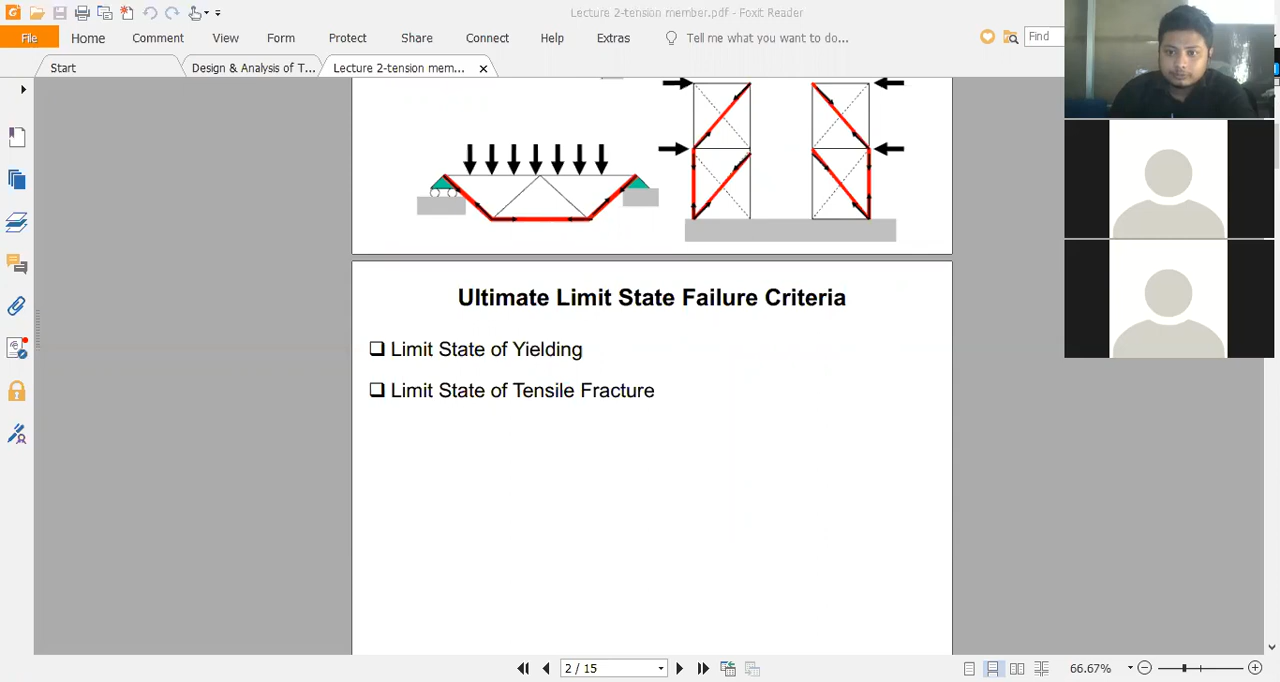 Lecture 2-tension member.pdf - Foxit Reader
File Home Comment View Form Protect Share Connect Help Extras Tell me what you want to do... Find
Start Design & Analysis of T... Lecture 2-tension mem...
Ultimate Limit State Failure Criteria
Limit State of Yielding
Limit State of Tensile Fracture
2 / 15 66.67%